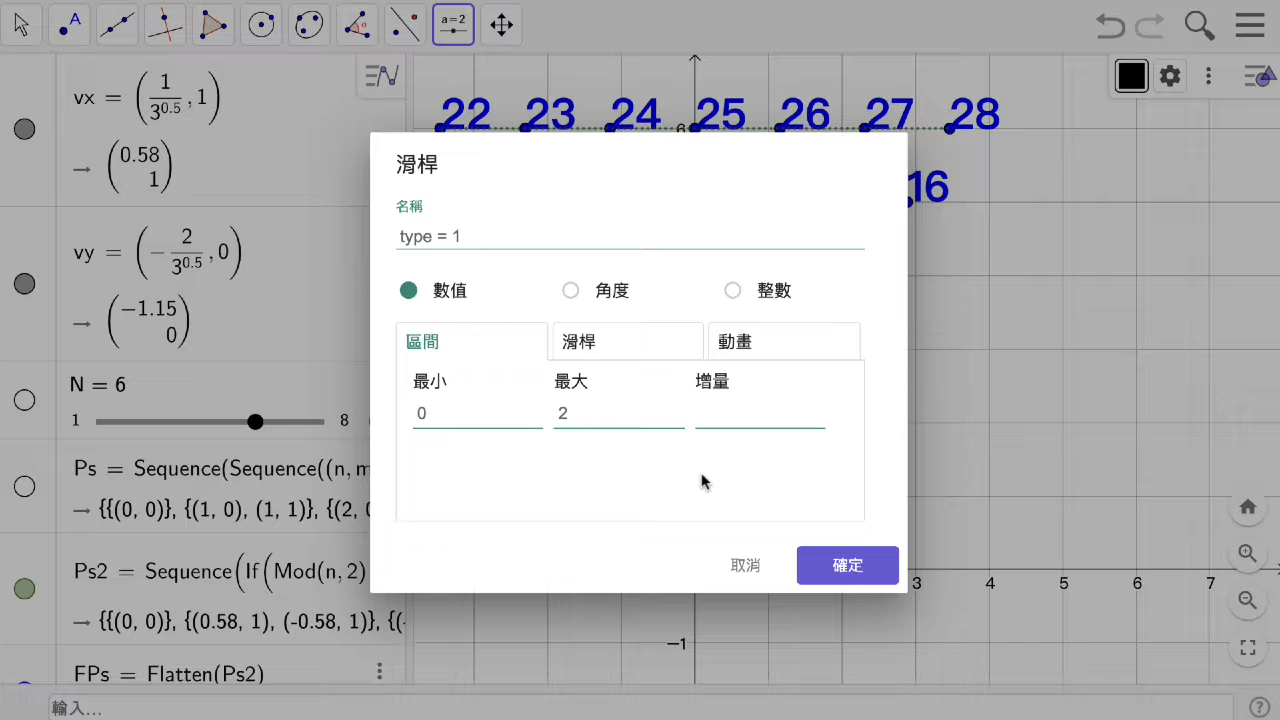 A
a=2
vx = (1/3^0.5, 1)
→ (0.58
1)
vy = (−2/3^0.5, 0)
→ (−1.15
0)
N = 6
1
8
Ps = Sequence(Sequence((n, m
→ {{(0, 0)}, {(1, 0), (1, 1)}, {(2, 0
Ps2 = Sequence(If(Mod(n, 2)
→ {{(0, 0)}, {(0.58, 1), (-0.58, 1)}, {(-
FPs = Flatten(Ps2)
輸入...
22 23 24 25 26 27 28
6
16
滑桿
名稱
type = 1
數值 角度 整數
區間 滑桿 動畫
最小 最大 增量
0 2
取消 確定
3 4 5 6 7
−1